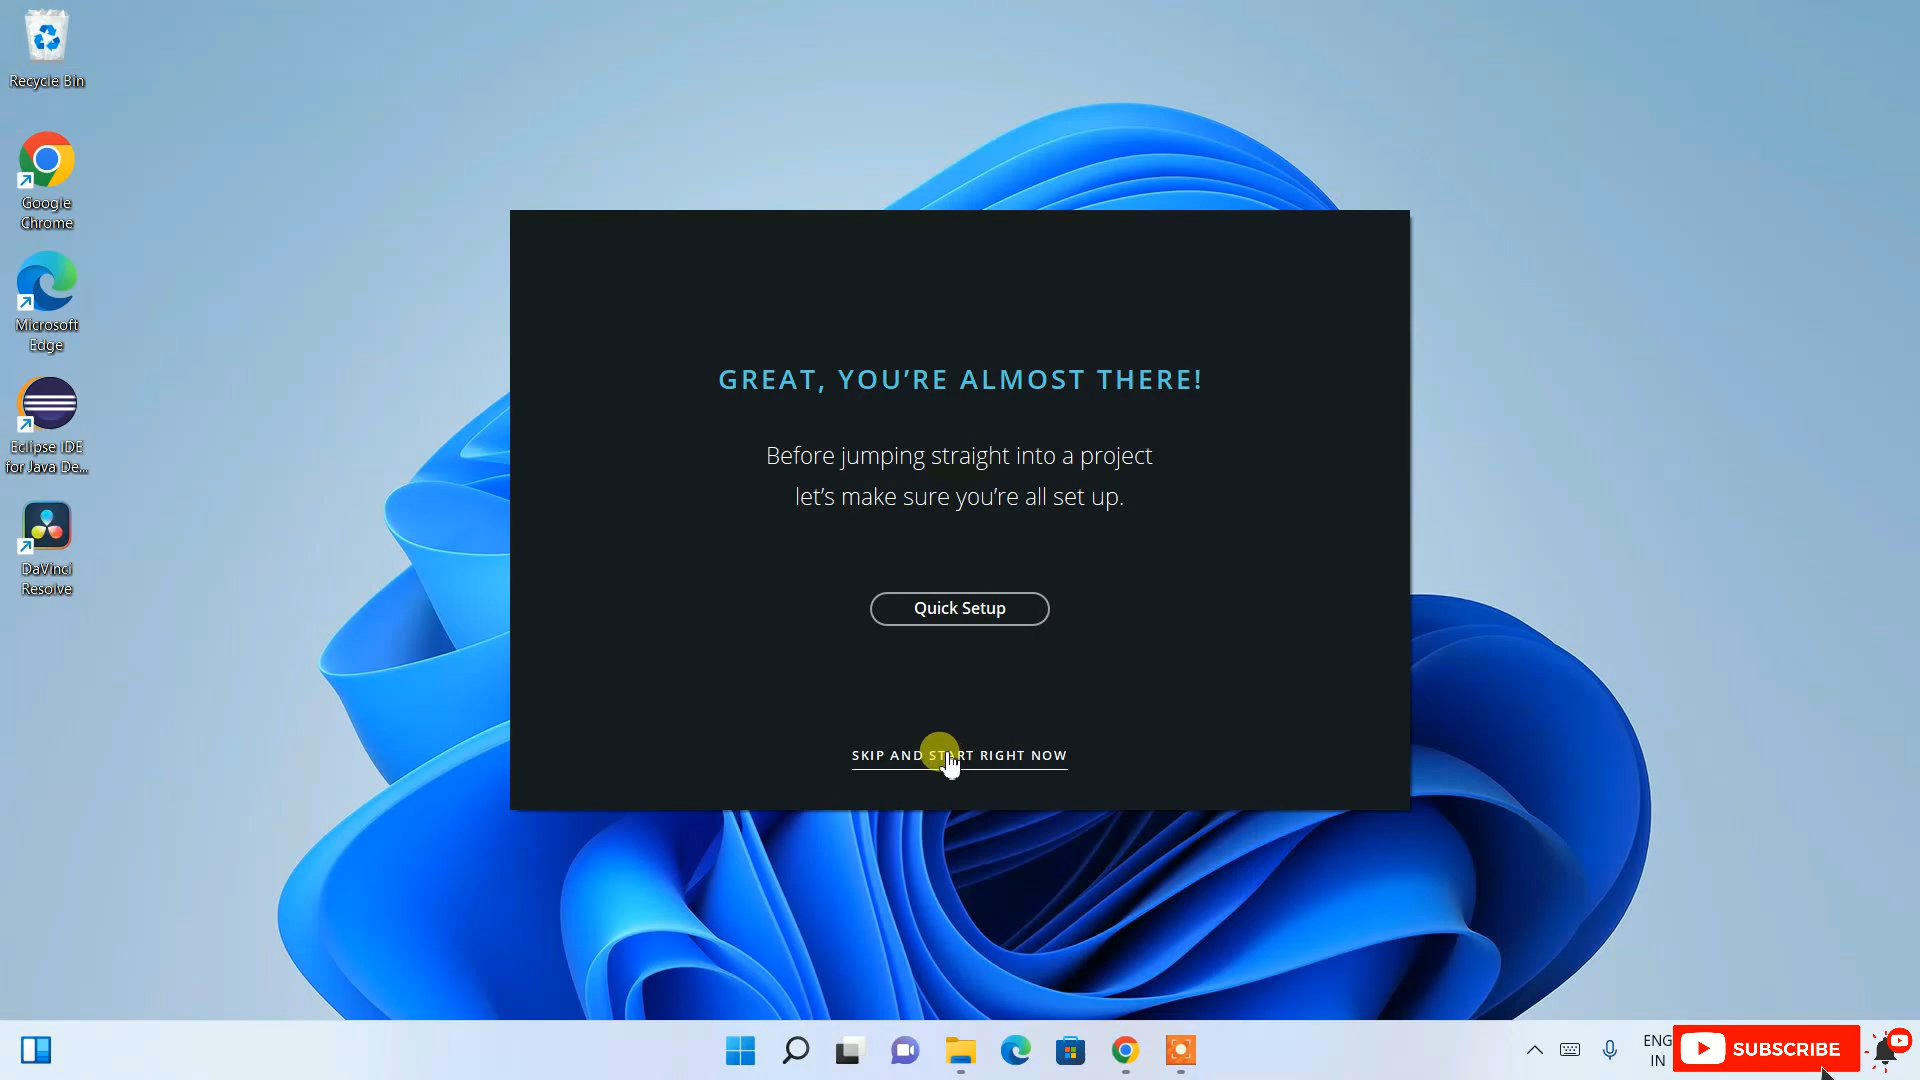 Recycle Bin
Google
Chrome
Microsoft
Edge
Eclipse IDE
for Java De...
DaVinci
Resolve
GREAT, YOU’RE ALMOST THERE!
Before jumping straight into a project
let’s make sure you’re all set up.
Quick Setup
SKIP AND START RIGHT NOW
ENG
IN
SUBSCRIBE